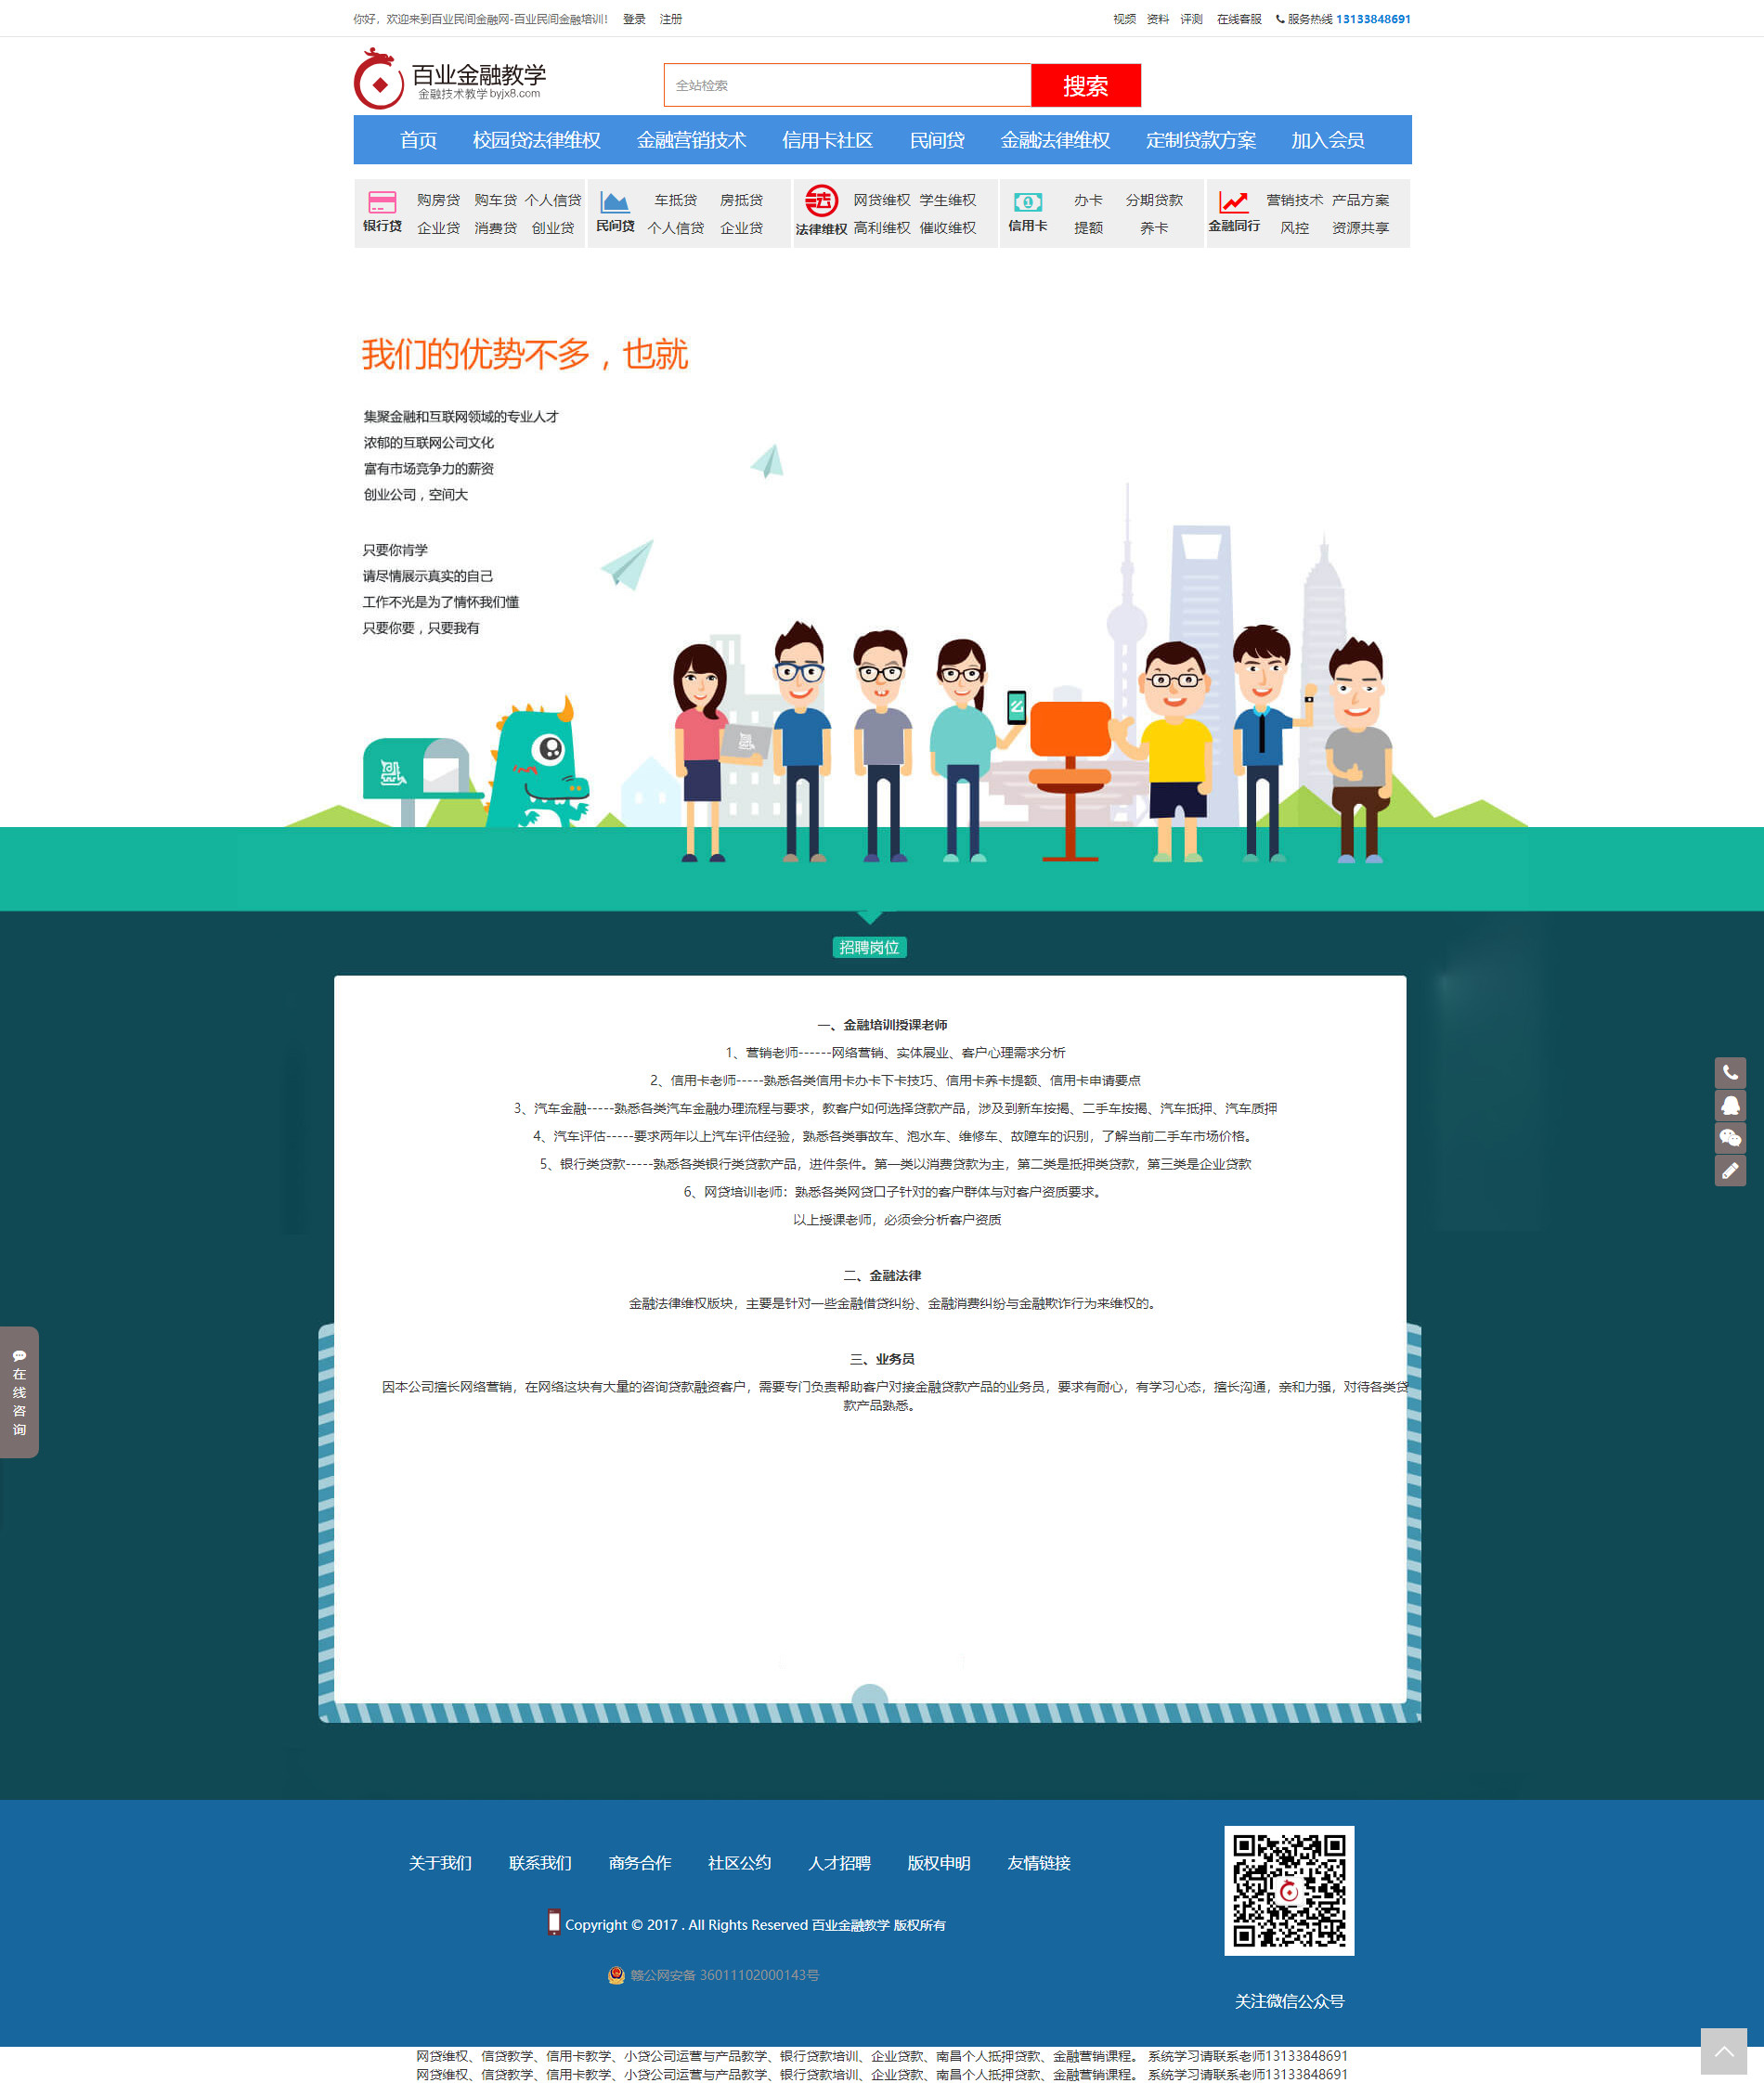 你好，欢迎来到百业民间金融网-百业民间金融培训！ 登录 注册
视频 资料 评测 在线客服 服务热线 13133848691
百业金融教学
金融技术教学 byjx8.com
全站检索
搜索
首页 校园贷法律维权 金融营销技术 信用卡社区 民间贷 金融法律维权 定制贷款方案 加入会员
银行贷
购房贷 购车贷 个人信贷
企业贷 消费贷 创业贷
民间贷
车抵贷 房抵贷
个人信贷 企业贷
法律维权
网贷维权 学生维权
高利维权 催收维权
信用卡
办卡 分期贷款
提额 养卡
金融同行
营销技术 产品方案
风控 资源共享
我们的优势不多，也就
集聚金融和互联网领域的专业人才
浓郁的互联网公司文化
富有市场竞争力的薪资
创业公司，空间大
只要你肯学
请尽情展示真实的自己
工作不光是为了情怀我们懂
只要你要，只要我有
招聘岗位
一、金融培训授课老师
1、营销老师------网络营销、实体展业、客户心理需求分析
2、信用卡老师-----熟悉各类信用卡办卡下卡技巧、信用卡养卡提额、信用卡申请要点
3、汽车金融-----熟悉各类汽车金融办理流程与要求，教客户如何选择贷款产品，涉及到新车按揭、二手车按揭、汽车抵押、汽车质押
4、汽车评估-----要求两年以上汽车评估经验，熟悉各类事故车、泡水车、维修车、故障车的识别，了解当前二手车市场价格。
5、银行类贷款-----熟悉各类银行类贷款产品，进件条件。第一类以消费贷款为主，第二类是抵押类贷款，第三类是企业贷款
6、网贷培训老师：熟悉各类网贷口子针对的客户群体与对客户资质要求。
以上授课老师，必须会分析客户资质
二、金融法律
金融法律维权版块，主要是针对一些金融借贷纠纷、金融消费纠纷与金融欺诈行为来维权的。
三、业务员
因本公司擅长网络营销，在网络这块有大量的咨询贷款融资客户，需要专门负责帮助客户对接金融贷款产品的业务员，要求有耐心，有学习心态，擅长沟通，亲和力强，对待各类贷
款产品熟悉。
在线咨询
关于我们 联系我们 商务合作 社区公约 人才招聘 版权申明 友情链接
Copyright © 2017 . All Rights Reserved 百业金融教学 版权所有
赣公网安备 36011102000143号
关注微信公众号
网贷维权、信贷教学、信用卡教学、小贷公司运营与产品教学、银行贷款培训、企业贷款、南昌个人抵押贷款、金融营销课程。 系统学习请联系老师13133848691
网贷维权、信贷教学、信用卡教学、小贷公司运营与产品教学、银行贷款培训、企业贷款、南昌个人抵押贷款、金融营销课程。 系统学习请联系老师13133848691